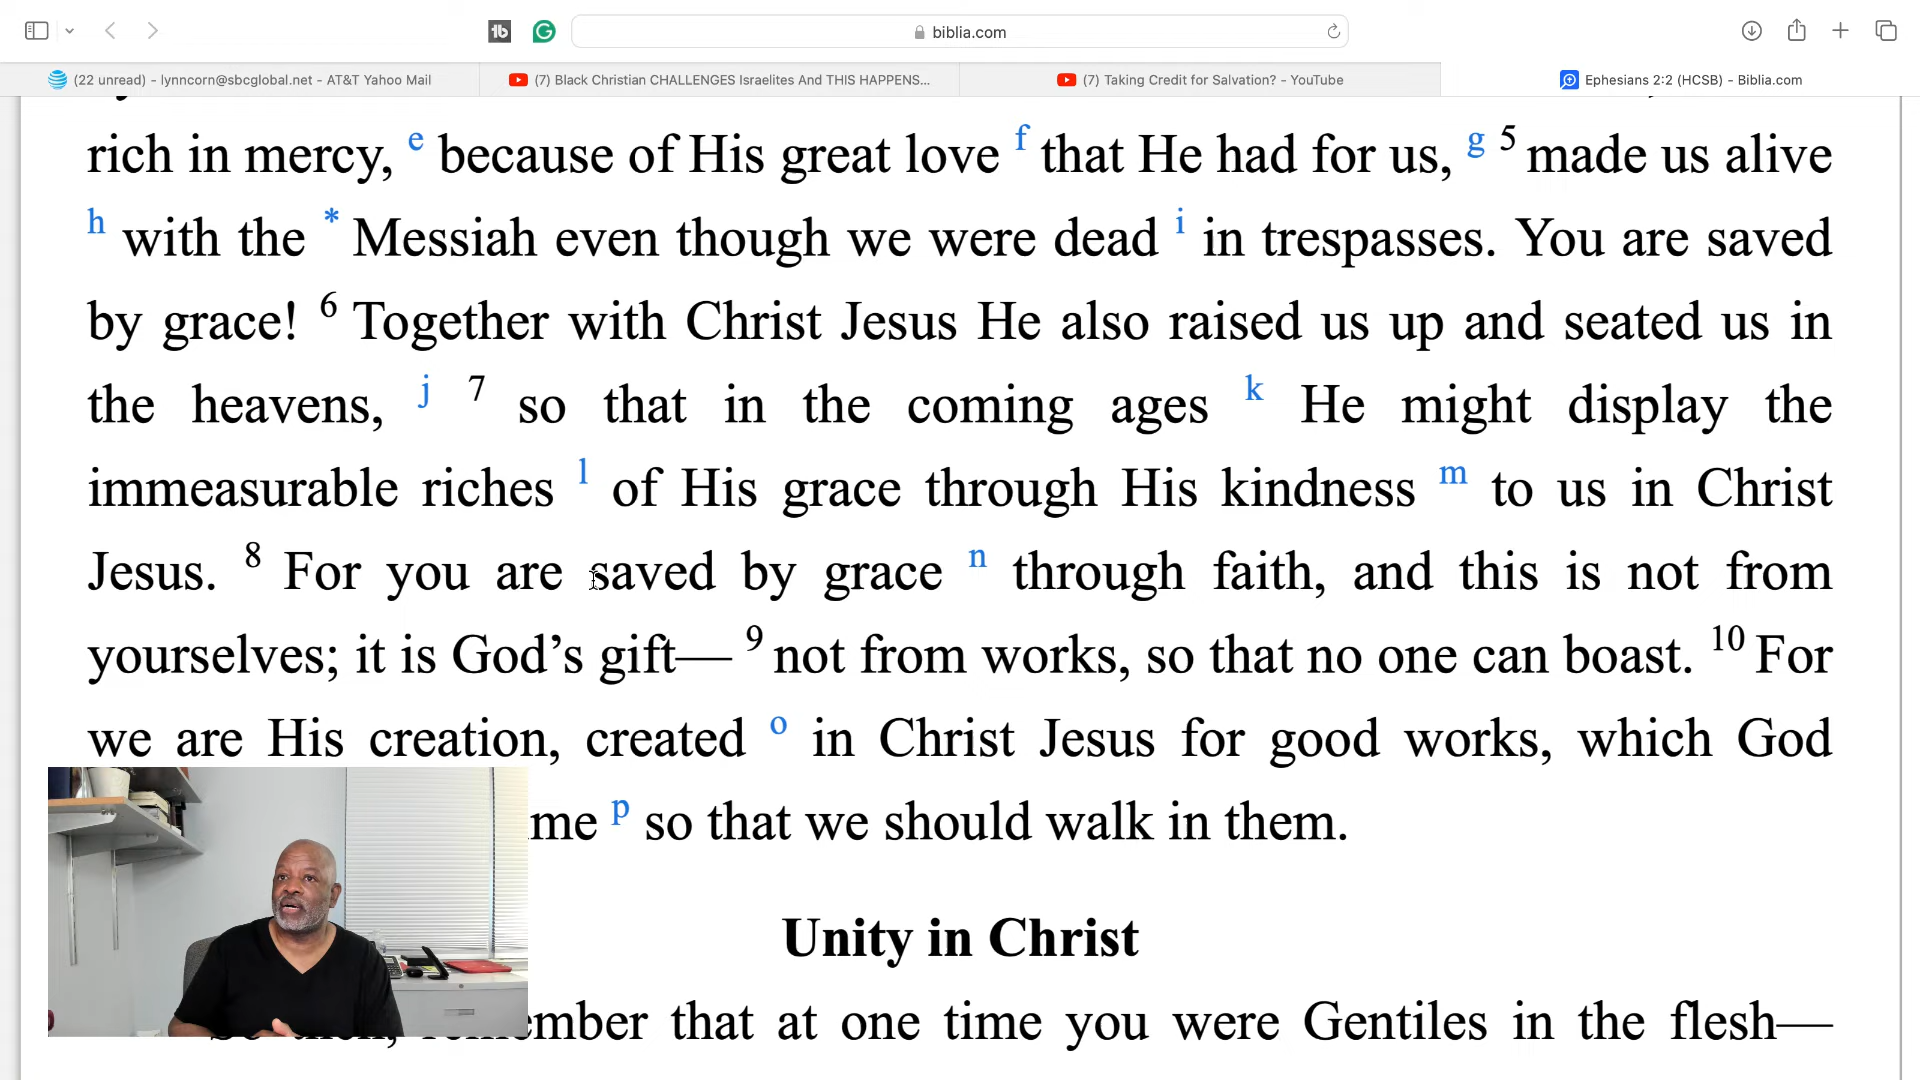 biblia.com
(22 unread) - lynncorn@sbcglobal.net - AT&T Yahoo Mail
(7) Black Christian CHALLENGES Israelites And THIS HAPPENS...
(7) Taking Credit for Salvation? - YouTube
Ephesians 2:2 (HCSB) - Biblia.com
rich in mercy, e because of His great love f that He had for us, g 5 made us alive
h with the * Messiah even though we were dead i in trespasses. You are saved
by grace! 6 Together with Christ Jesus He also raised us up and seated us in
the heavens, j 7 so that in the coming ages k He might display the
immeasurable riches l of His grace through His kindness m to us in Christ
Jesus. 8 For you are saved by grace n through faith, and this is not from
yourselves; it is God’s gift— 9 not from works, so that no one can boast. 10 For
we are His creation, created o in Christ Jesus for good works, which God
me p so that we should walk in them.
Unity in Christ
that at one time you were Gentiles in the flesh—